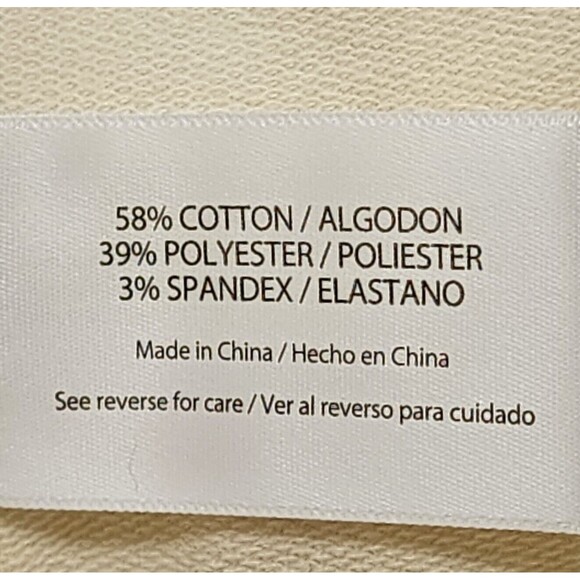 58% COTTON / ALGODON
39% POLYESTER / POLIESTER
3% SPANDEX / ELASTANO
Made in China / Hecho en China
See reverse for care / Ver al reverso para cuidado